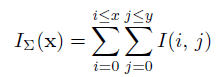 I_Σ(x) = ∑_{i=0}^{i≤x} ∑_{j=0}^{j≤y} I(i, j)